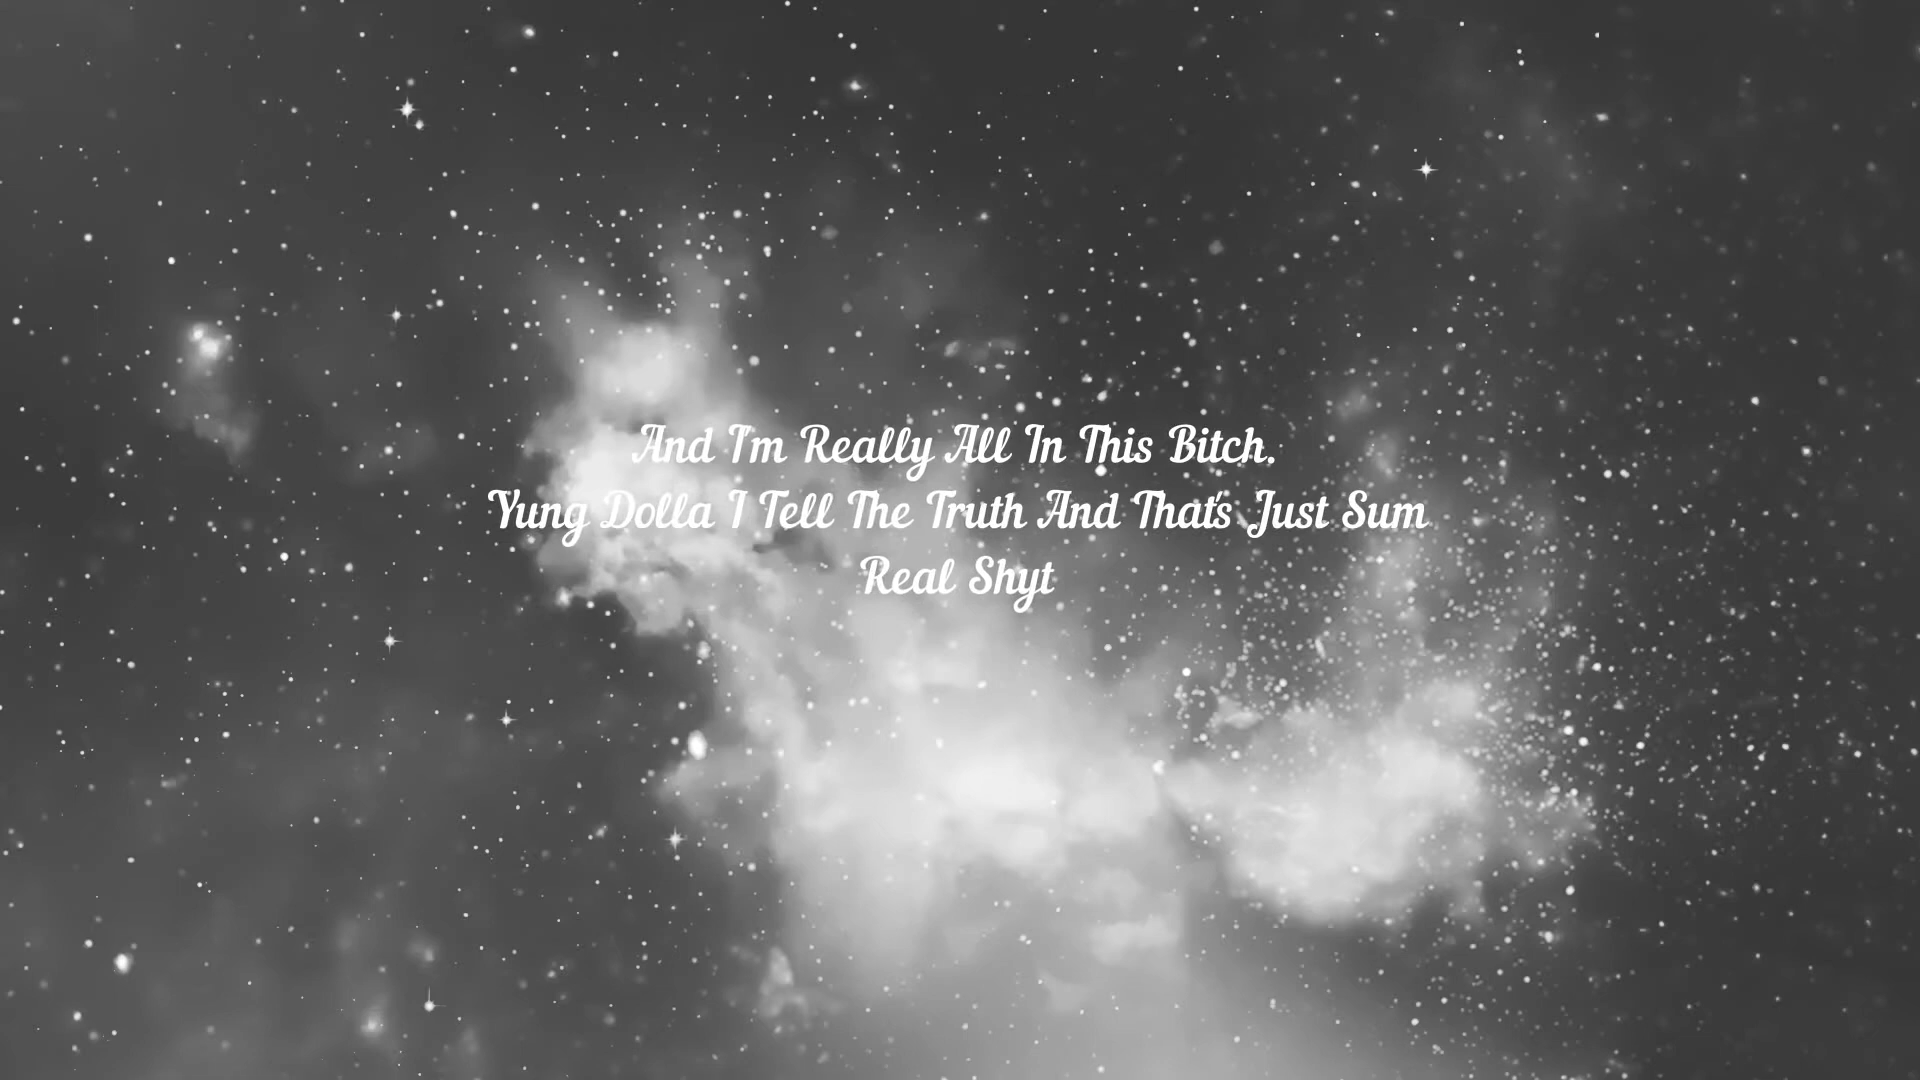 And I'm Really All In This Bitch.
Yung Dolla I Tell The Truth And That's Just Sum
Real Shyt